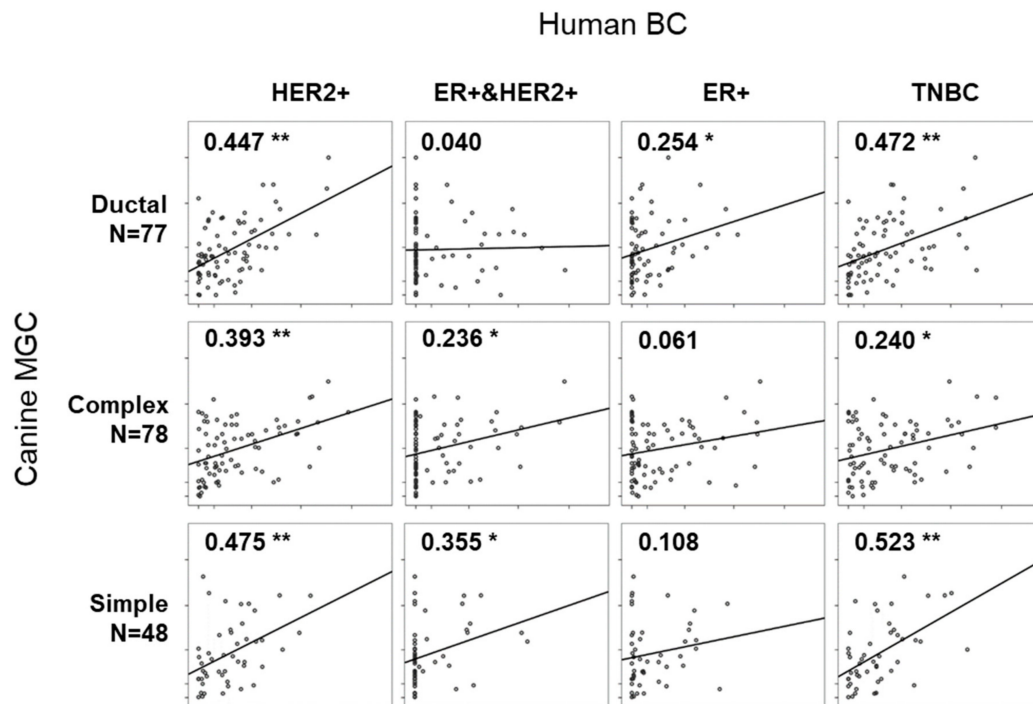 Human BC
HER2+ ER+&HER2+ ER+ TNBC
Canine MGC
Ductal
N=77
0.447 ** 0.040 0.254 * 0.472 **
Complex
N=78
0.393 ** 0.236 * 0.061 0.240 *
Simple
N=48
0.475 ** 0.355 * 0.108 0.523 **